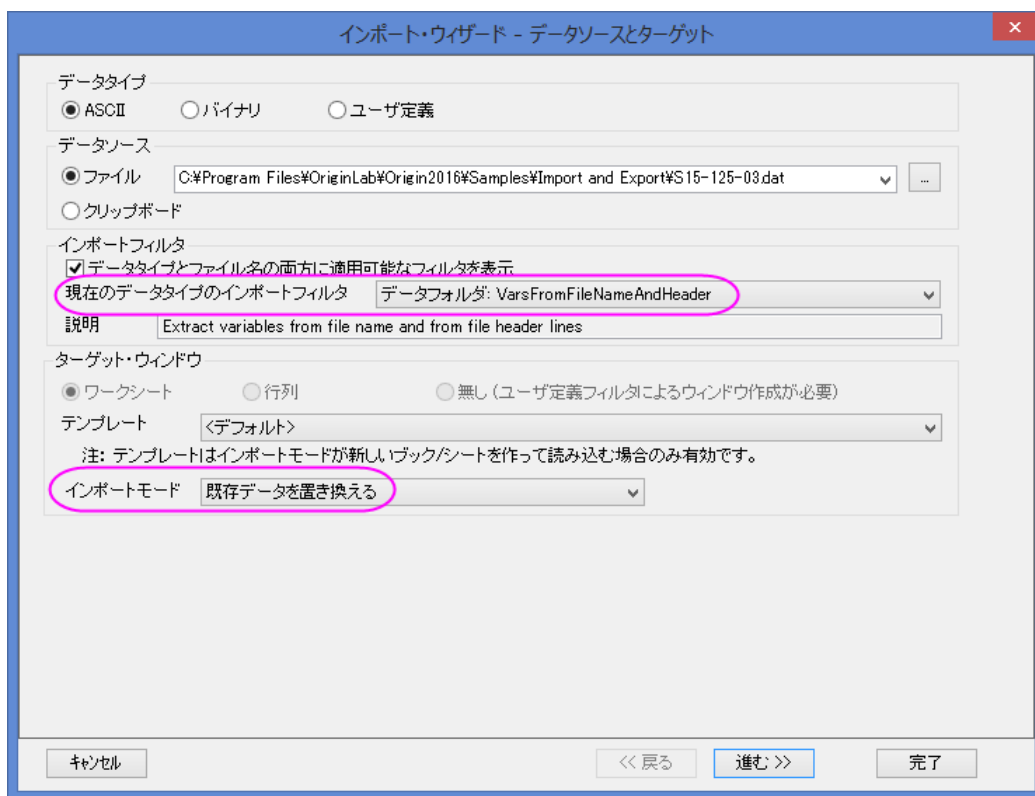 インポート・ウィザード - データソースとターゲット
データタイプ
ASCII バイナリ ユーザ定義
データソース
ファイル C:¥Program Files¥OriginLab¥Origin2016¥Samples¥Import and Export¥S15-125-03.dat ...
クリップボード
インポートフィルタ
データタイプとファイル名の両方に適用可能なフィルタを表示
現在のデータタイプのインポートフィルタ データフォルダ: VarsFromFileNameAndHeader
説明 Extract variables from file name and from file header lines
ターゲット・ウィンドウ
ワークシート 行列 無し (ユーザ定義フィルタによるウィンドウ作成が必要)
テンプレート <デフォルト>
注: テンプレートはインポートモードが新しいブック/シートを作って読み込む場合のみ有効です。
インポートモード 既存データを置き換える
キャンセル << 戻る 進む >> 完了